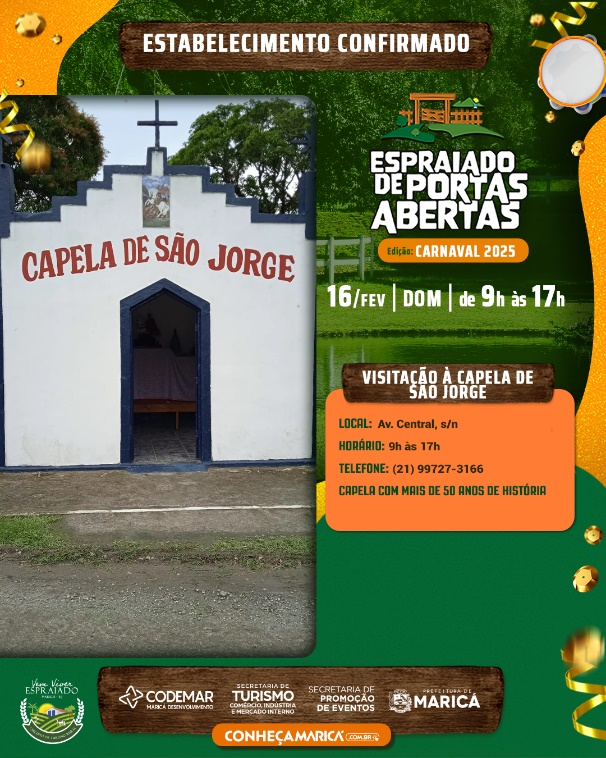 ESTABELECIMENTO CONFIRMADO
CAPELA DE SÃO JORGE
ESPRAIADO
DE PORTAS
ABERTAS
Edição: CARNAVAL 2025
16/FEV | DOM | de 9h às 17h
VISITAÇÃO À CAPELA DE
SÃO JORGE
LOCAL: Av. Central, s/n
HORÁRIO: 9h às 17h
TELEFONE: (21) 99727-3166
CAPELA COM MAIS DE 50 ANOS DE HISTÓRIA
Vem Viver
ESPRAIADO
MARICÁ - RJ
CODEMAR
MARICÁ DESENVOLVIMENTO
SECRETARIA DE
TURISMO
COMÉRCIO, INDÚSTRIA
E MERCADO INTERNO
SECRETARIA DE
PROMOÇÃO
DE EVENTOS
PREFEITURA DE
MARICÁ
CONHEÇAMARICÁ.COM.BR